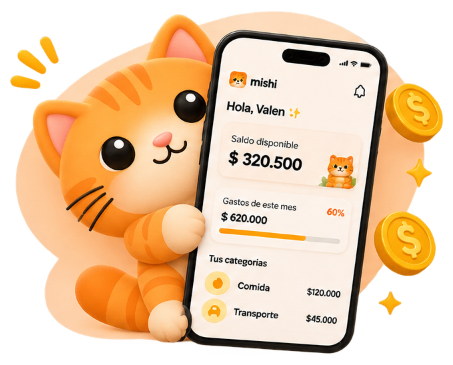 mishi
Hola, Valen ✨
Saldo disponible
$ 320.500
Gastos de este mes
60%
$ 620.000
Tus categorías
Comida
$120.000
Transporte
$45.000
$
$